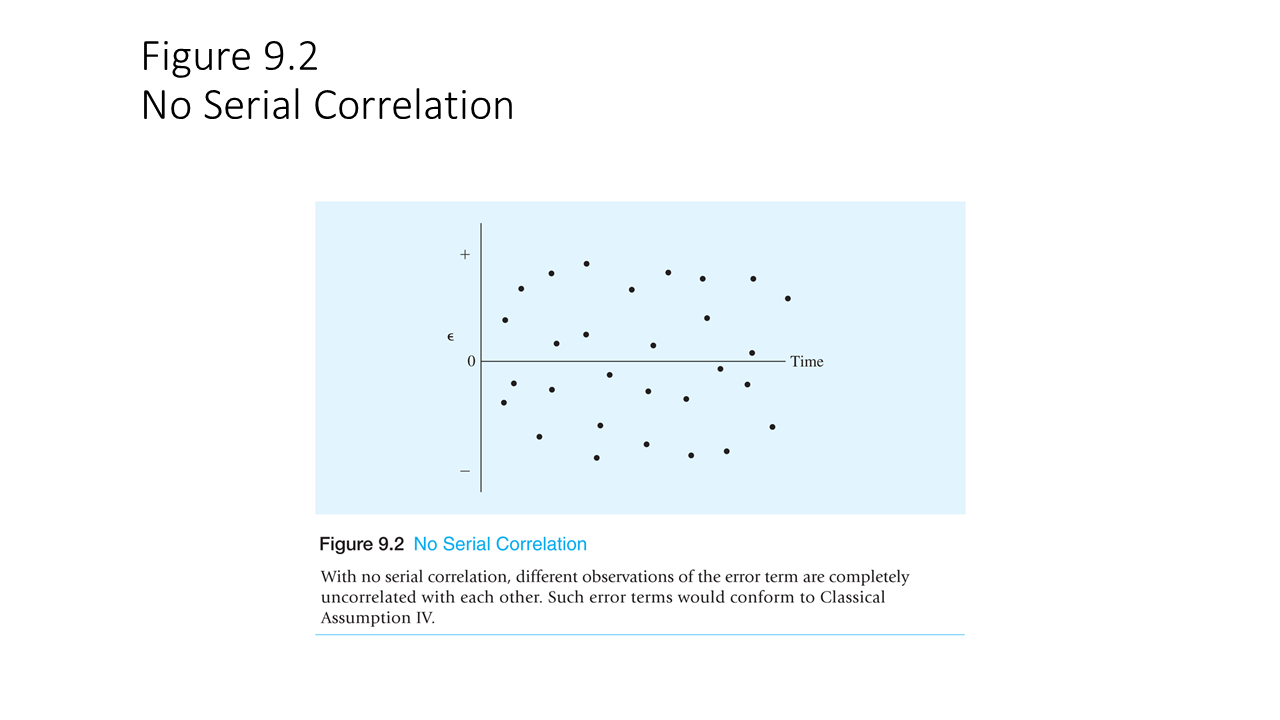 Figure 9.2
No Serial Correlation
+
ϵ
0
Time
−
Figure 9.2 No Serial Correlation
With no serial correlation, different observations of the error term are completely
uncorrelated with each other. Such error terms would conform to Classical
Assumption IV.